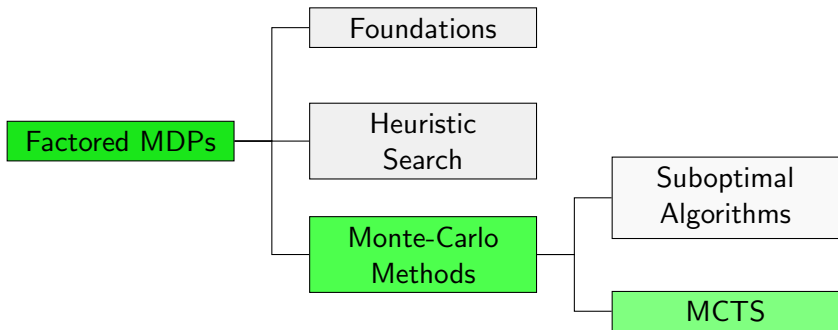 Foundations
Factored MDPs
Heuristic
Search
Monte-Carlo
Methods
Suboptimal
Algorithms
MCTS